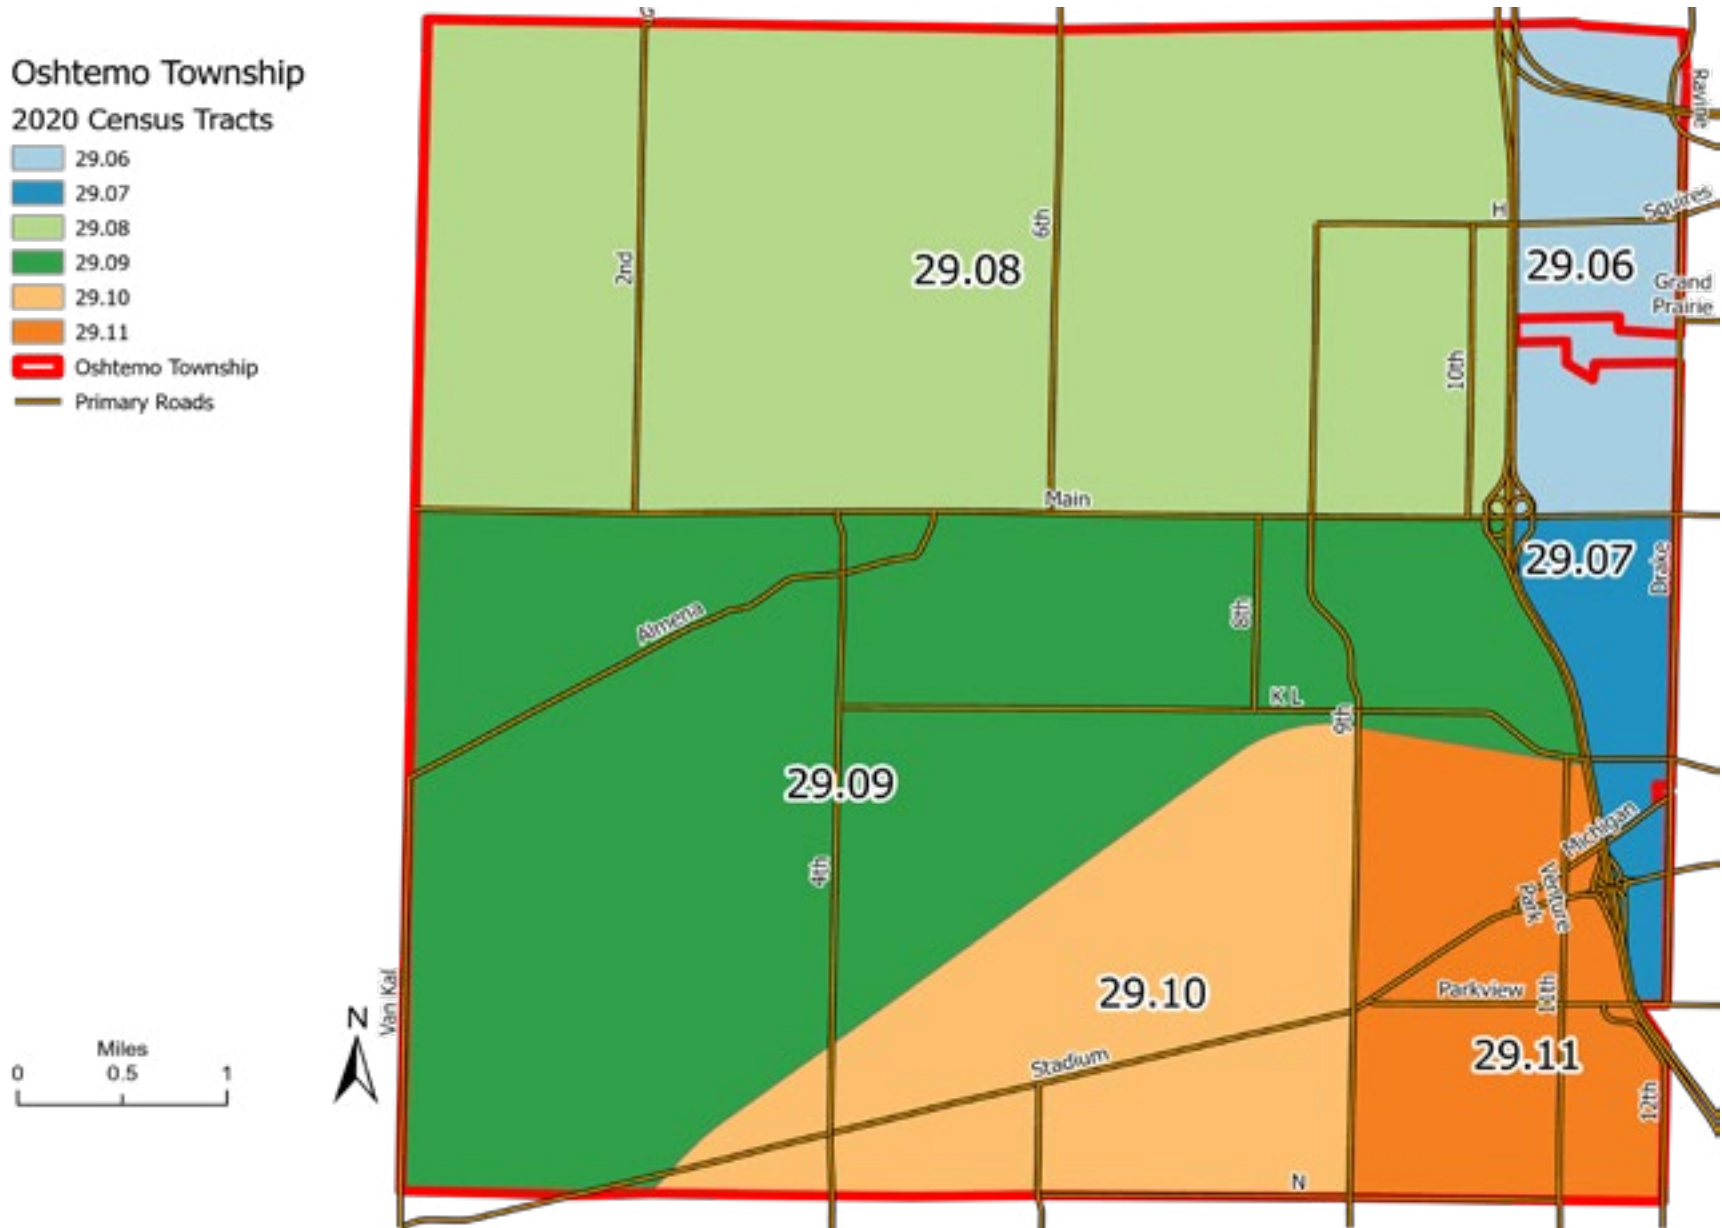 Oshtemo Township
2020 Census Tracts
29.06
29.07
29.08
29.09
29.10
29.11
Oshtemo Township
Primary Roads
G
Ravine
H
Squires
6th
2nd
29.08
29.06
Grand
Prairie
10th
Main
29.07
Drake
Almena
8th
K L
9th
29.09
Michigan
4th
Venture
Park
Van Kal
29.10
Parkview
11th
Stadium
29.11
12th
N
N
Miles
0 0.5 1